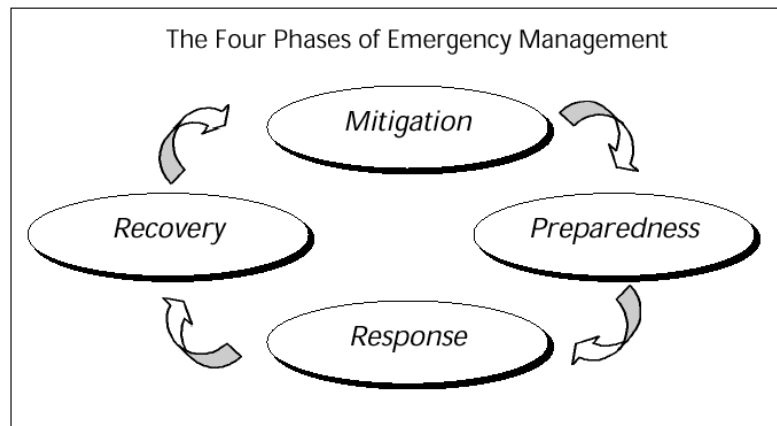 The Four Phases of Emergency Management
Mitigation
Recovery
Preparedness
Response